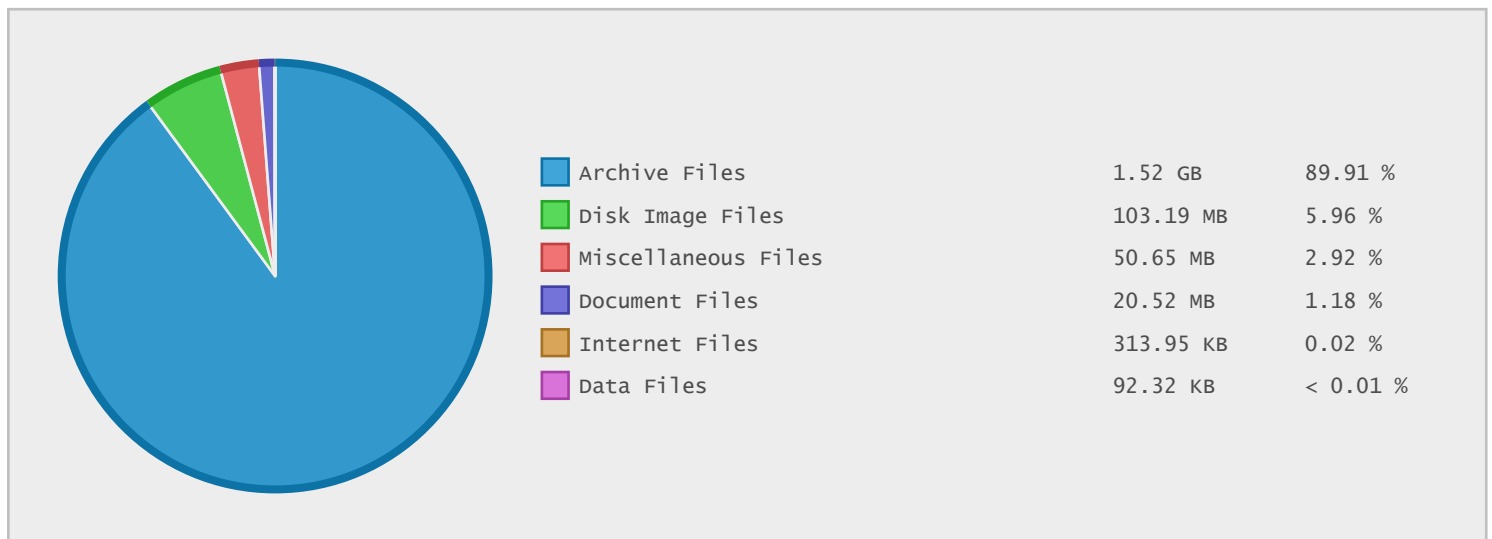 Archive Files 1.52 GB 89.91 %
Disk Image Files 103.19 MB 5.96 %
Miscellaneous Files 50.65 MB 2.92 %
Document Files 20.52 MB 1.18 %
Internet Files 313.95 KB 0.02 %
Data Files 92.32 KB < 0.01 %